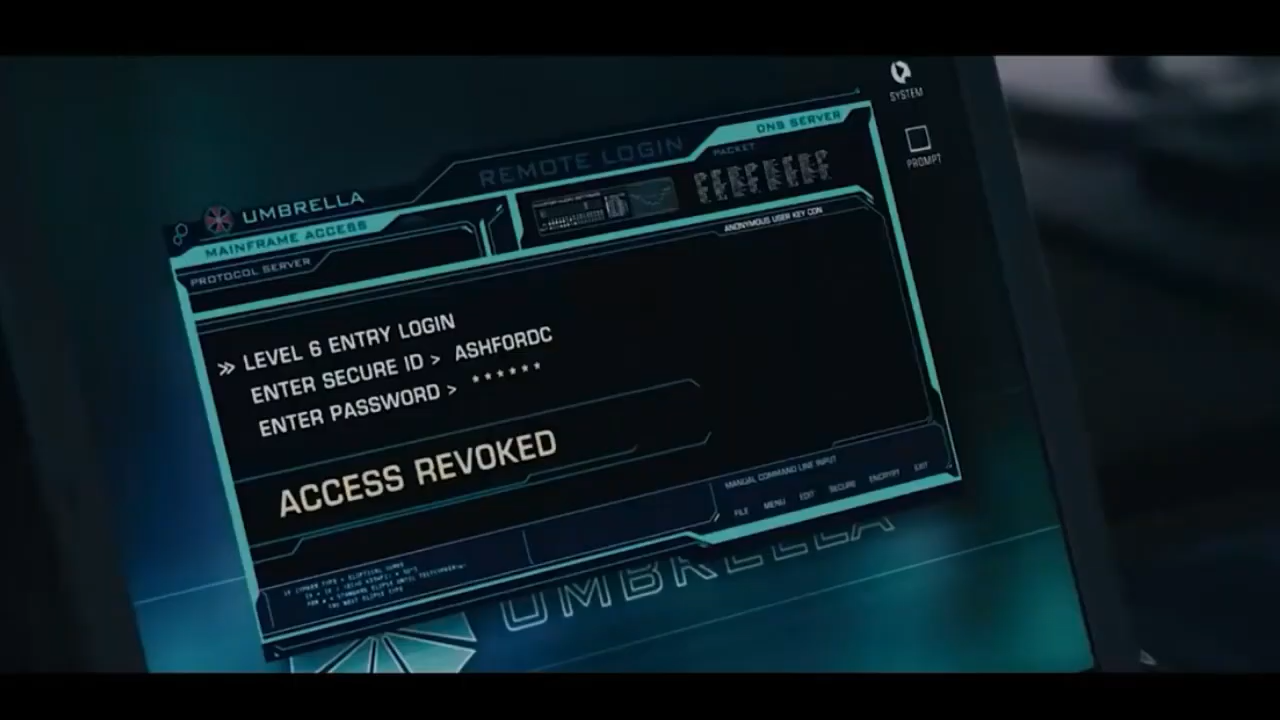 SYSTEM
PROMPT
DNS SERVER
REMOTE LOGIN
PACKET
UMBRELLA
MAINFRAME ACCESS
PROTOCOL SERVER
ANONYMOUS USER KEY CON
» LEVEL 6 ENTRY LOGIN
ENTER SECURE ID > ASHFORDC
ENTER PASSWORD > ******
ACCESS REVOKED
MANUAL COMMAND LINE INPUT
FILE MENU EDIT SECURE ENCRYPT EXIT
UMBRELLA